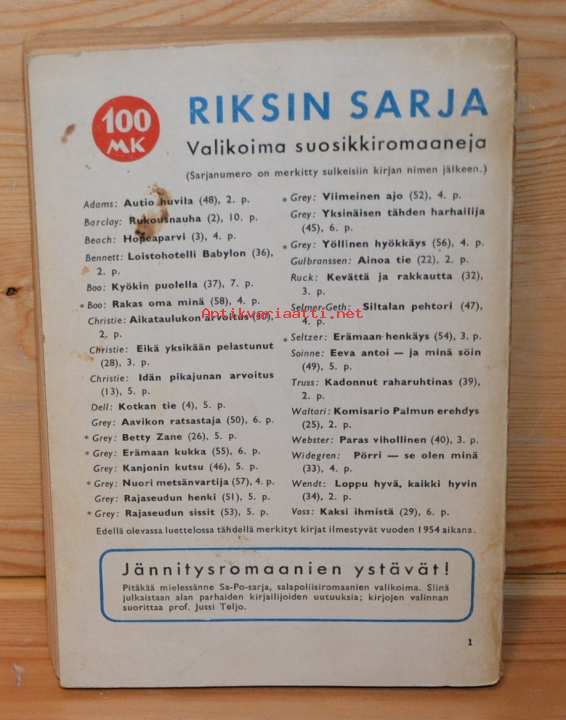 100
MK
RIKSIN SARJA
Valikoima suosikkiromaaneja
(Sarjanumero on merkitty sulkeisiin kirjan nimen jälkeen.)
Adams: Autio huvila (48), 2. p.
Barclay: Rukousnauha (2), 10. p.
Beach: Hopeaparvi (3), 4. p.
Bennett: Loistohotelli Babylon (36),
2. p.
Boo: Kyökin puolella (37), 7. p.
* Boo: Rakas oma minä (58), 4. p.
Christie: Aikataulukon arvoitus (30),
2. p.
Christie: Eikä yksikään pelastunut
(28), 3. p.
Christie: Idän pikajunan arvoitus
(13), 5. p.
Dell: Kotkan tie (4), 5. p.
Grey: Aavikon ratsastaja (50), 6. p.
* Grey: Betty Zane (26), 5. p.
* Grey: Erämaan kukka (55), 6. p.
Grey: Kanjonin kutsu (46), 5. p.
* Grey: Nuori metsänvartija (57), 4. p.
Grey: Rajaseudun henki (51), 5. p.
* Grey: Rajaseudun sissit (53), 5. p.
* Grey: Viimeinen ajo (52), 4. p.
Grey: Yksinäisen tähden harhailija
(45), 6. p.
* Grey: Yöllinen hyökkäys (56), 4. p.
Gulbranssen: Ainoa tie (22), 2. p.
Ruck: Kevättä ja rakkautta (32),
3. p.
Selmer-Geth: Siltalan pehtori (47),
4. p.
* Seltzer: Erämaan henkäys (54), 3. p.
Soinne: Eeva antoi — ja minä söin
(49), 5. p.
Truss: Kadonnut raharuhtinas (39),
2. p.
Waltari: Komisario Palmun erehdys
(25), 2. p.
Webster: Paras vihollinen (40), 3. p.
Widegren: Pörri — se olen minä
(33), 4. p.
Wendt: Loppu hyvä, kaikki hyvin
(34), 2. p.
Voss: Kaksi ihmistä (29), 6. p.
Edellä olevassa luettelossa tähdellä merkityt kirjat ilmestyvät vuoden 1954 aikana.
Jännitysromaanien ystävät!
Pitäkää mielessänne Sa-Po-sarja, salapoliisiromaanien valikoima. Siinä
julkaistaan alan parhaiden kirjailijoiden uutuuksia; kirjojen valinnan
suorittaa prof. Jussi Teljo.
1
Antikvariaatti.net